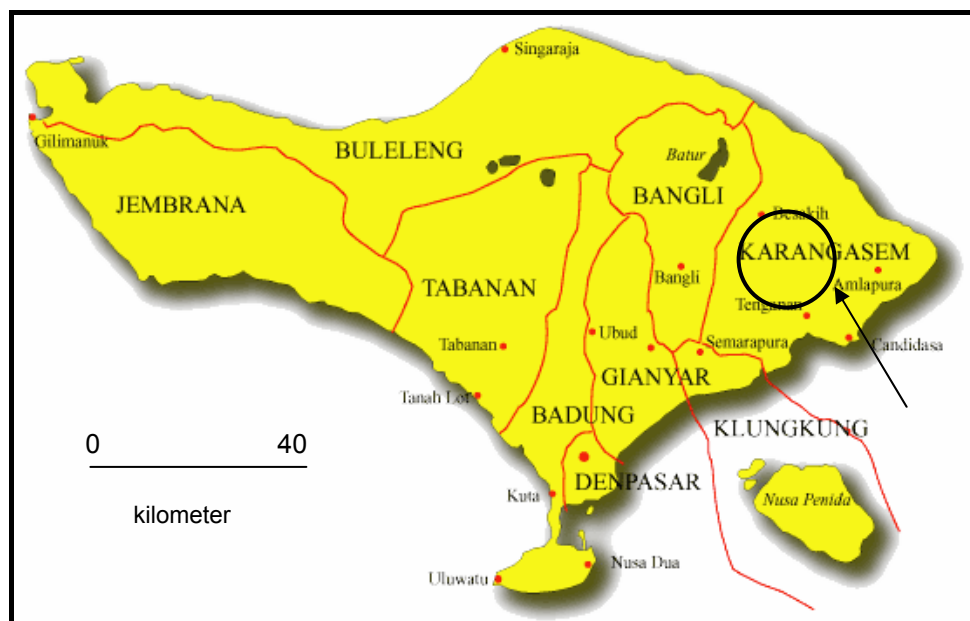 Singaraja
Gilimanuk
BULELENG
Batur
JEMBRANA
BANGLI
Besakih
KARANGASEM
Bangli
Amlapura
TABANAN
Tenganan
Tabanan
Ubud
Semarapura
Candidasa
GIANYAR
Tanah Lot
BADUNG
KLUNGKUNG
0 40
kilometer
DENPASAR
Kuta
Nusa Penida
Uluwatu
Nusa Dua